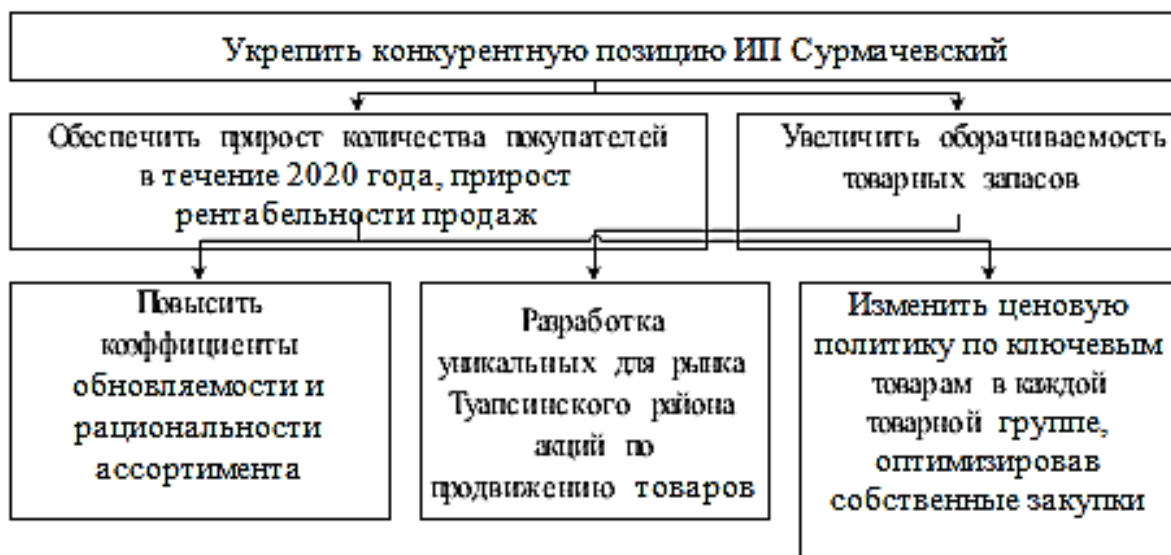 Укрепить конкурентную позицию ИП Сурмачевский
Обеспечить прирост количества покупателей
в течение 2020 года, прирост
рентабельности продаж
Увеличить оборачиваемость
товарных запасов
Повысить
коэффициенты
обновляемости и
рациональности
ассортимента
Разработка
уникальных для рынка
Туапсинского района
акций по
продвижению товаров
Изменить ценовую
политику по ключевым
товарам в каждой
товарной группе,
оптимизировав
собственные закупки